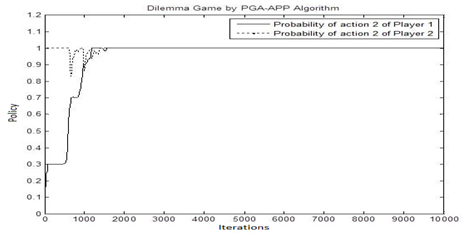 Dilemma Game by PGA-APP Algorithm
Probability of action 2 of Player 1
Probability of action 2 of Player 2
Policy
1.2
1.1
1
0.9
0.8
0.7
0.6
0.5
0.4
0.3
0.2
0.1
0
0 1000 2000 3000 4000 5000 6000 7000 8000 9000 10000
Iterations